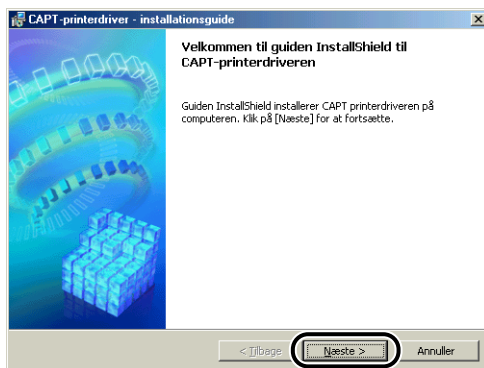 CAPT-printerdriver - installationsguide
Velkommen til guiden InstallShield til
CAPT-printerdriveren
Guiden InstallShield installerer CAPT printerdriveren på
computeren. Klik på [Næste] for at fortsætte.
< Tilbage
Næste >
Annuller